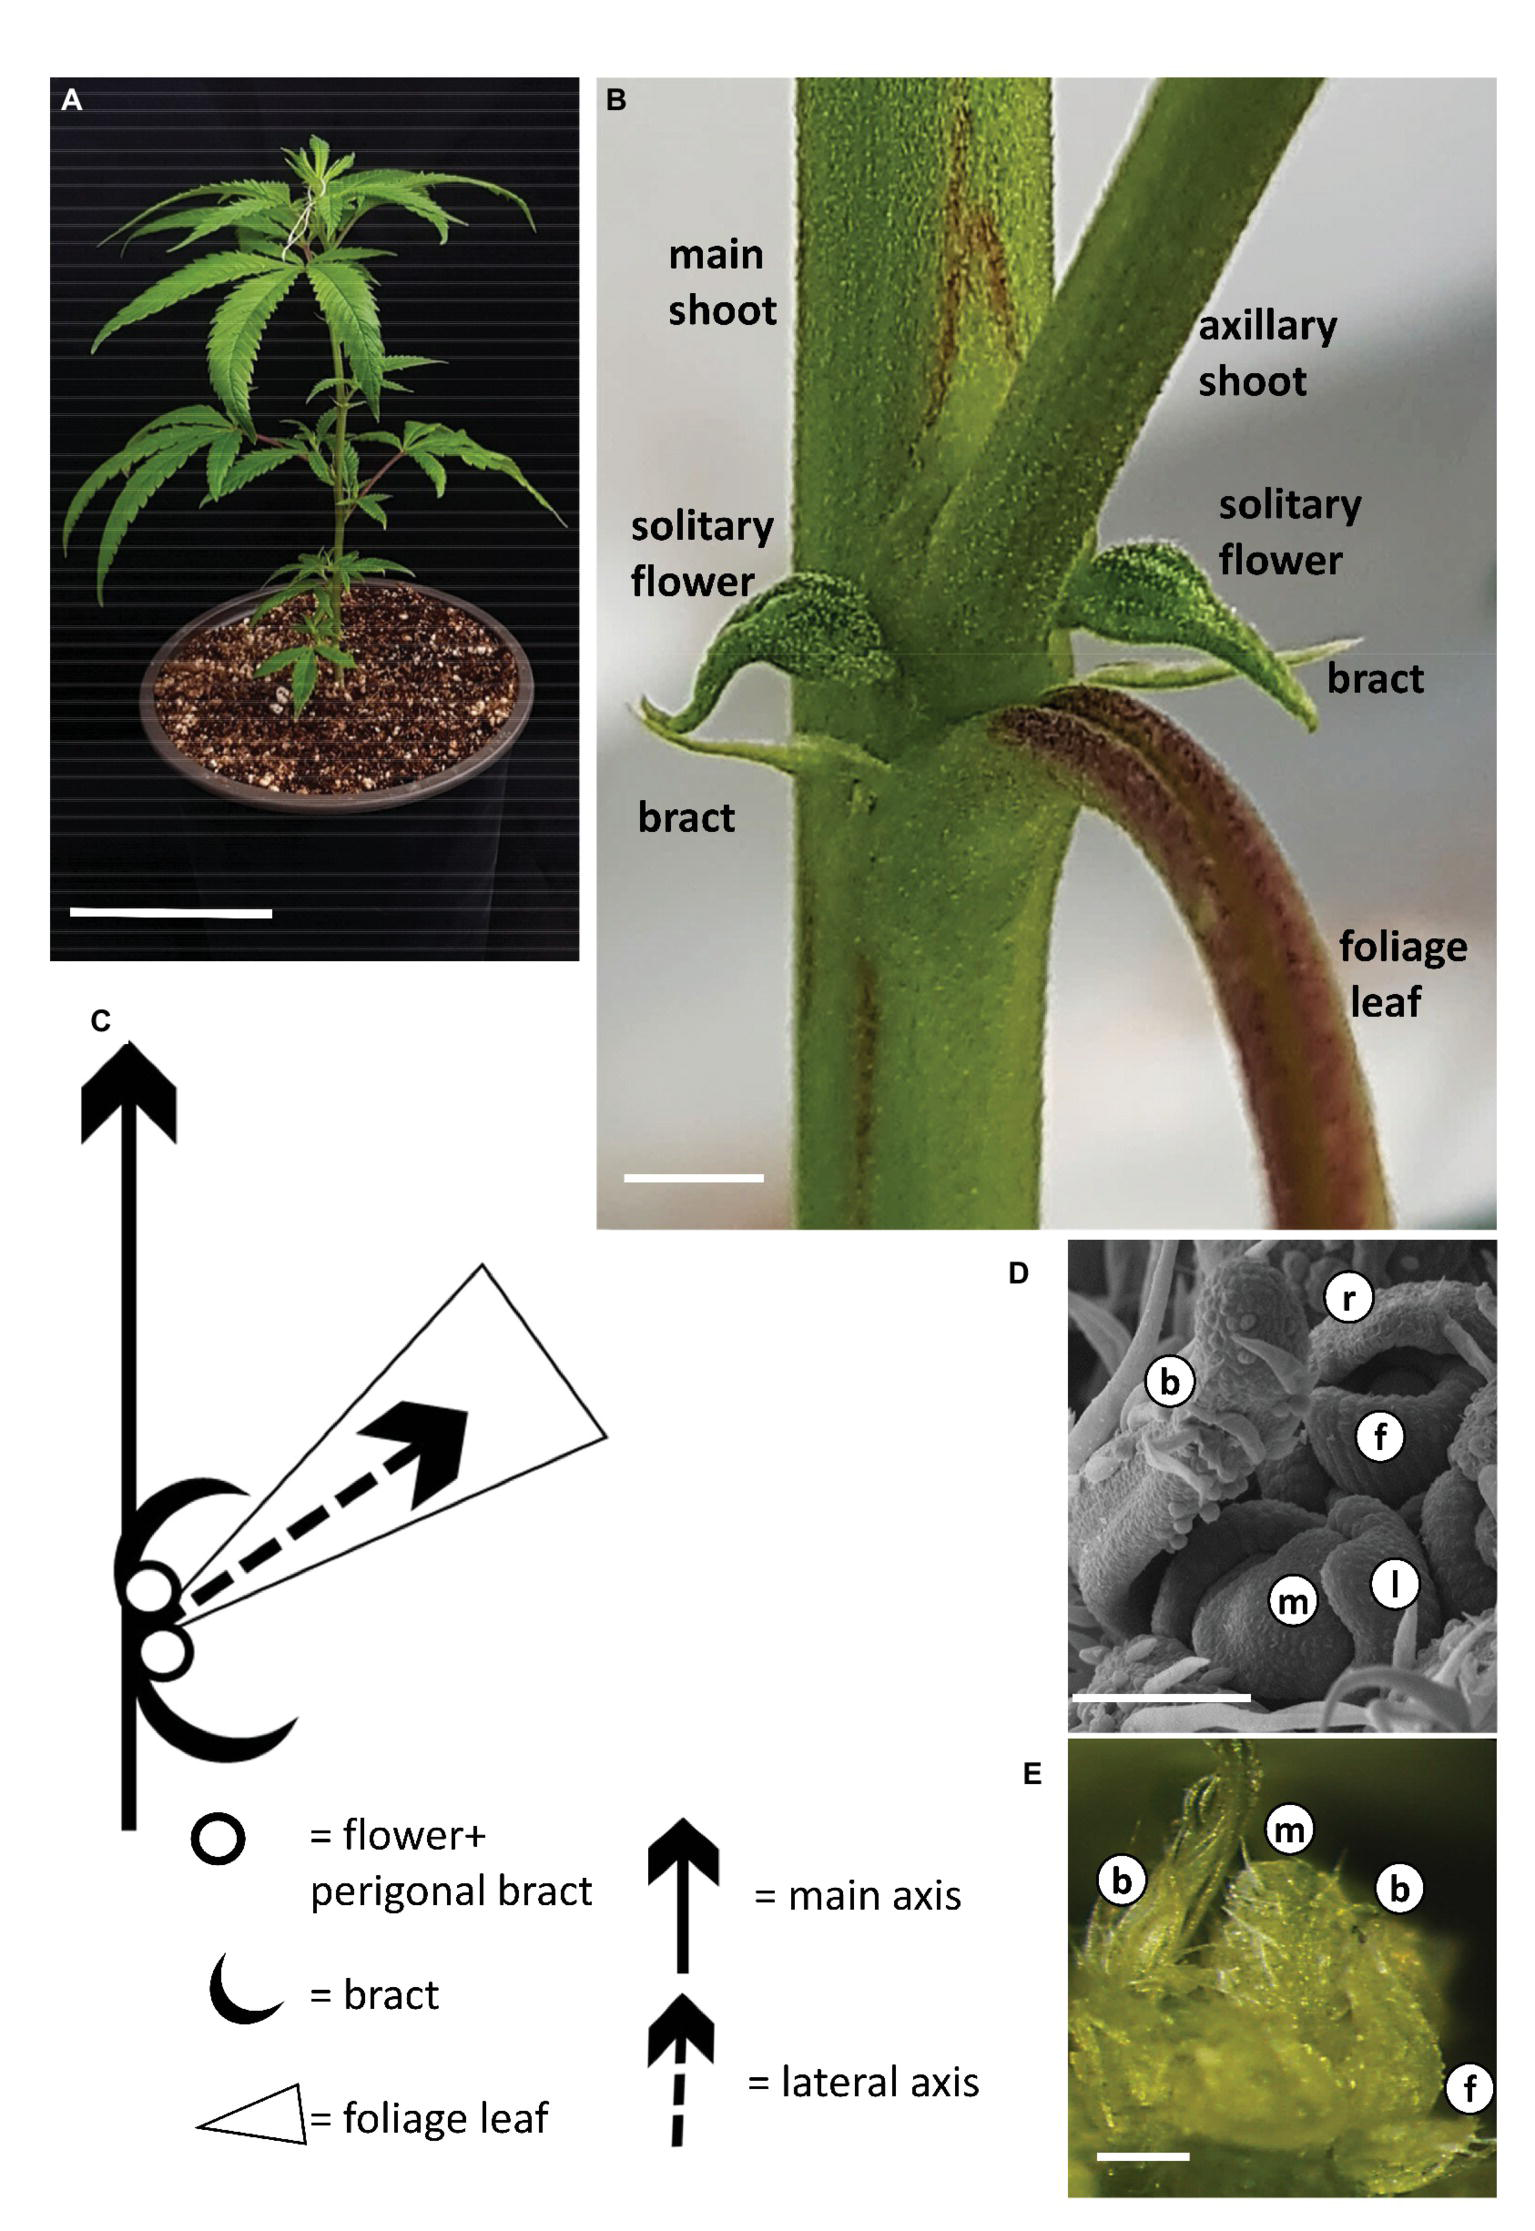 A
B
main
shoot
axillary
shoot
solitary
flower
solitary
flower
bract
bract
foliage
leaf
C
= flower+
perigonal bract
= bract
= foliage leaf
= main axis
= lateral axis
D
r
b
f
m
l
E
m
b
b
f